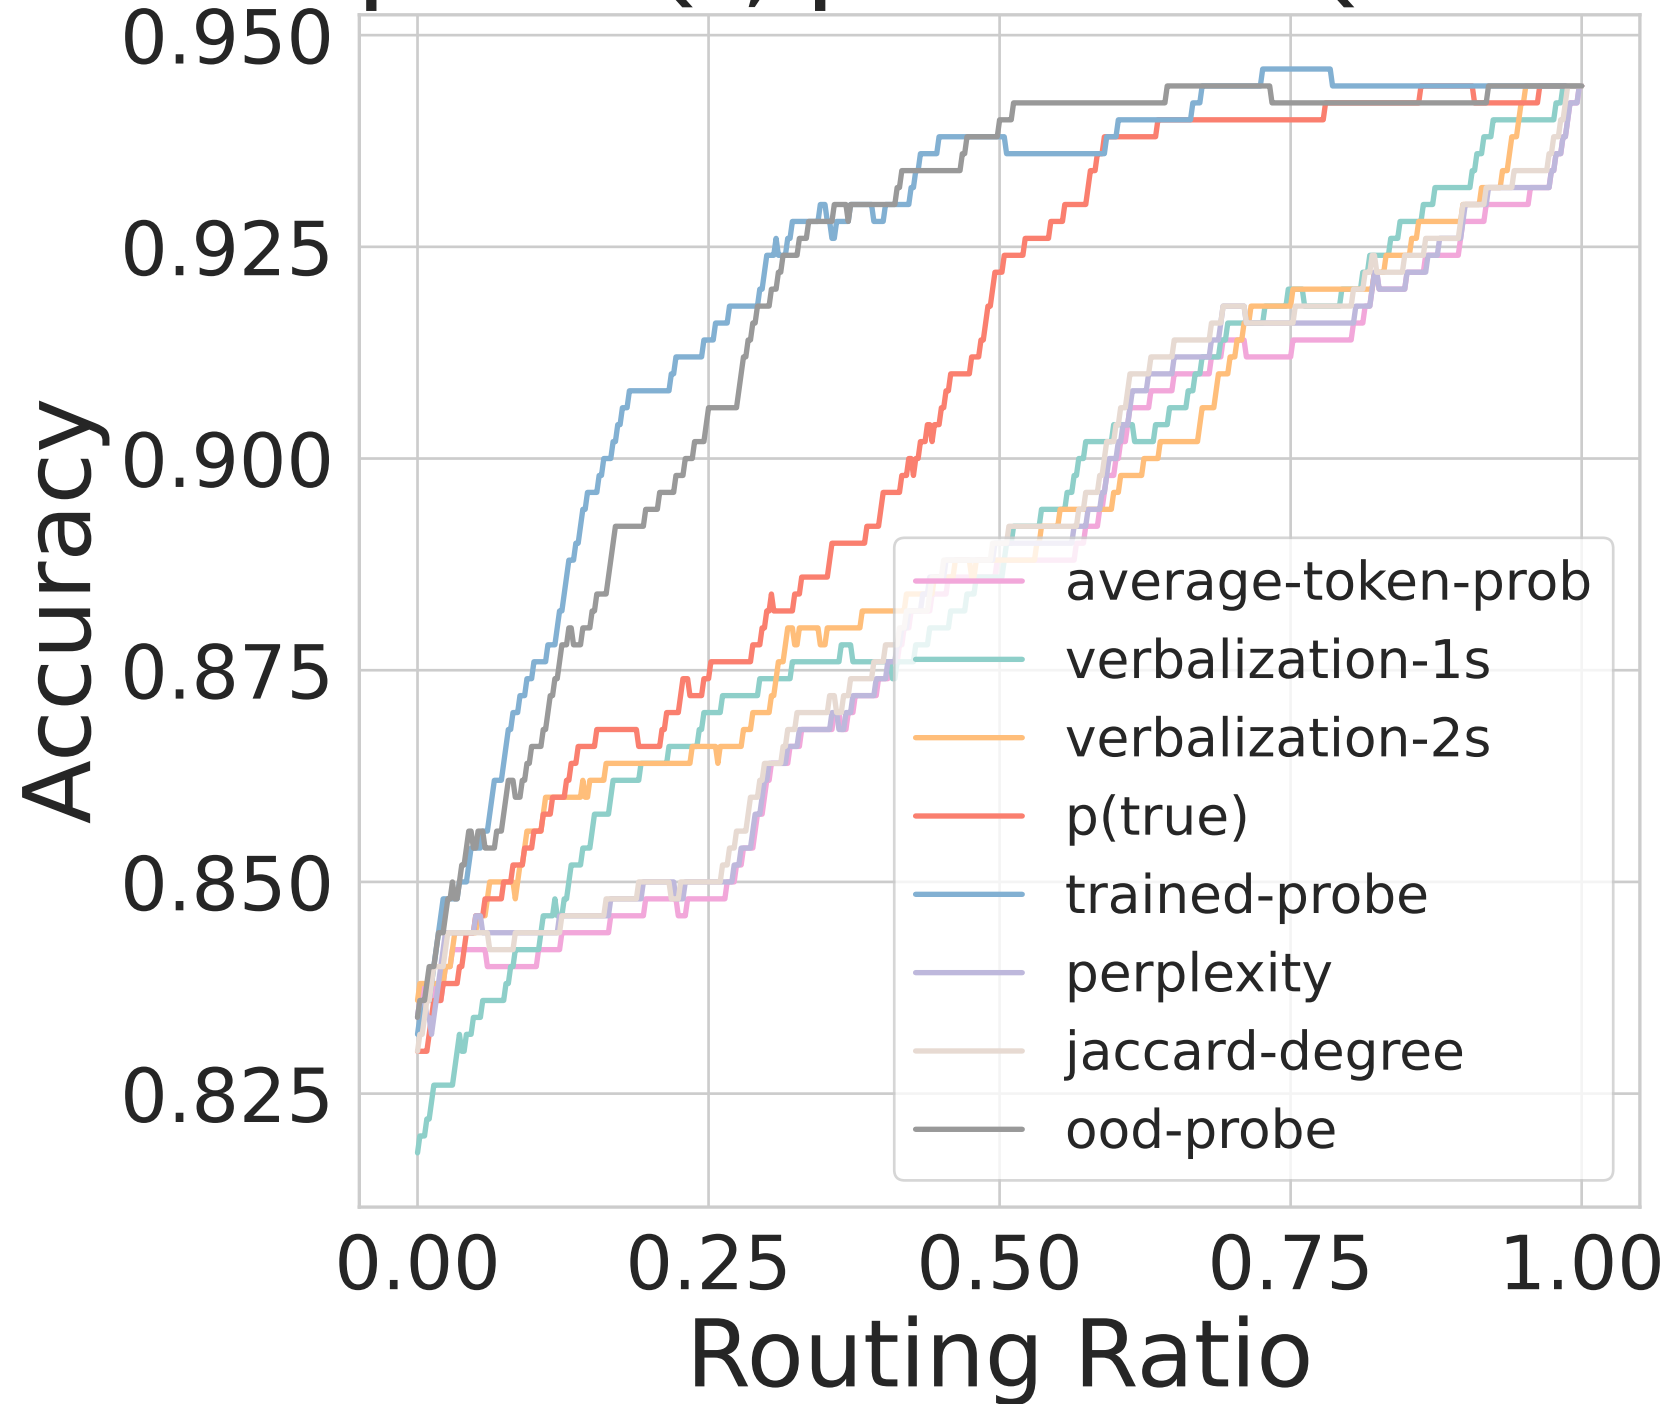 0.950
0.925
0.900
0.875
0.850
0.825
Accuracy
average-token-prob
verbalization-1s
verbalization-2s
p(true)
trained-probe
perplexity
jaccard-degree
ood-probe
0.00 0.25 0.50 0.75 1.00
Routing Ratio